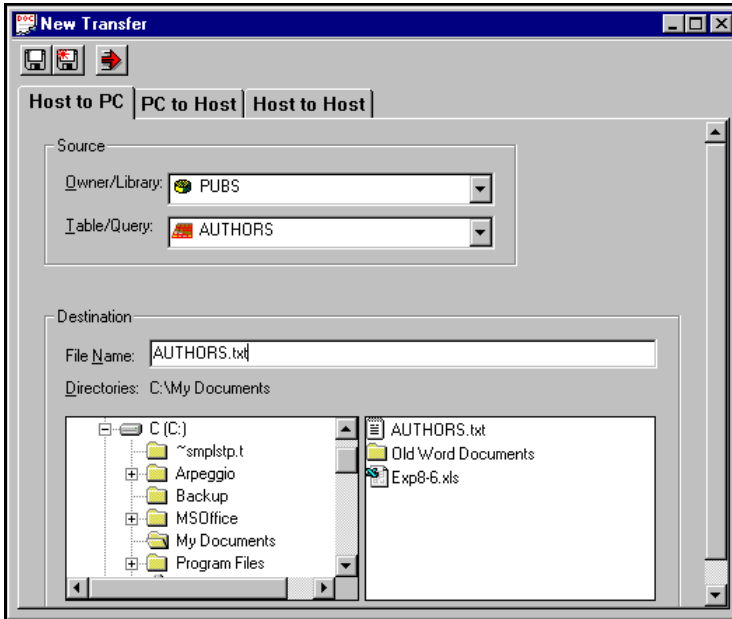 New Transfer
Host to PC PC to Host Host to Host
Source
Owner/Library: PUBS
Table/Query: AUTHORS
Destination
File Name: AUTHORS.txt
Directories: C:\My Documents
C (C:)
~smplstp.t
Arpeggio
Backup
MSOffice
My Documents
Program Files
AUTHORS.txt
Old Word Documents
Exp8-6.xls